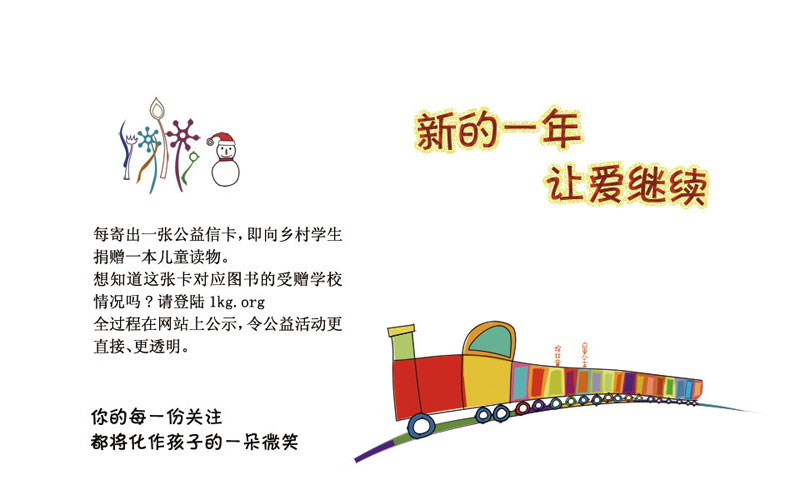 新的一年
让爱继续
每寄出一张公益信卡，即向乡村学生
捐赠一本儿童读物。
想知道这张卡对应图书的受赠学校
情况吗？请登陆 1kg.org
全过程在网站上公示，令公益活动更
直接、更透明。
你的每一份关注
都将化作孩子的一朵微笑